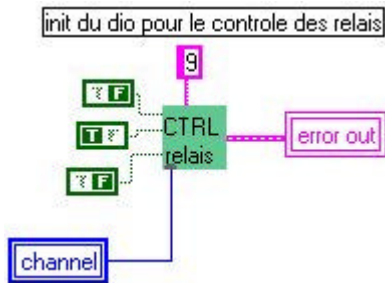 init du dio pour le controle des relais
9
F
T
CTRL
relais
error out
F
channel